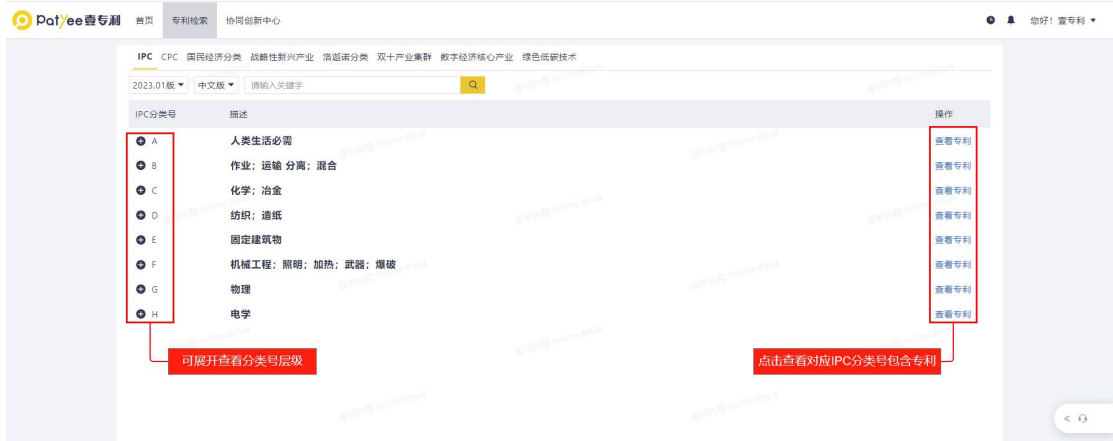 Patyee壹专利 首页 专利检索 协同创新中心 您好！壹专利
IPC CPC 国民经济分类 战略性新兴产业 洛迦诺分类 双十产业集群 数字经济核心产业 绿色低碳技术
2023.01版 中文版 请输入关键字
IPC分类号 描述 操作
A 人类生活必需 查看专利
B 作业；运输 分离；混合 查看专利
C 化学；冶金 查看专利
D 纺织；造纸 查看专利
E 固定建筑物 查看专利
F 机械工程；照明；加热；武器；爆破 查看专利
G 物理 查看专利
H 电学 查看专利
可展开查看分类号层级 点击查看对应IPC分类号包含专利